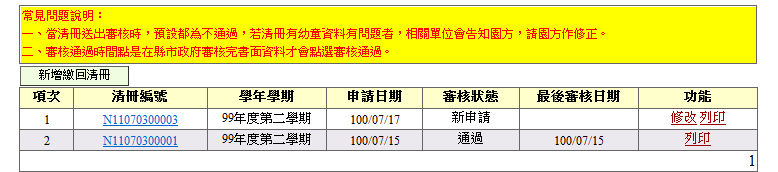 常見問題說明：
一、當清冊送出審核時，預設都為不通過，若清冊有幼童資料有問題者，相關單位會告知園方，請園方作修正。
二、審核通過時間點是在縣市政府審核完書面資料才會點選審核通過。
新增繳回清冊
項次 清冊編號 學年學期 申請日期 審核狀態 最後審核日期 功能
1 N11070300003 99年度第二學期 100/07/17 新申請 修改 列印
2 N11070300001 99年度第二學期 100/07/15 通過 100/07/15 列印
1